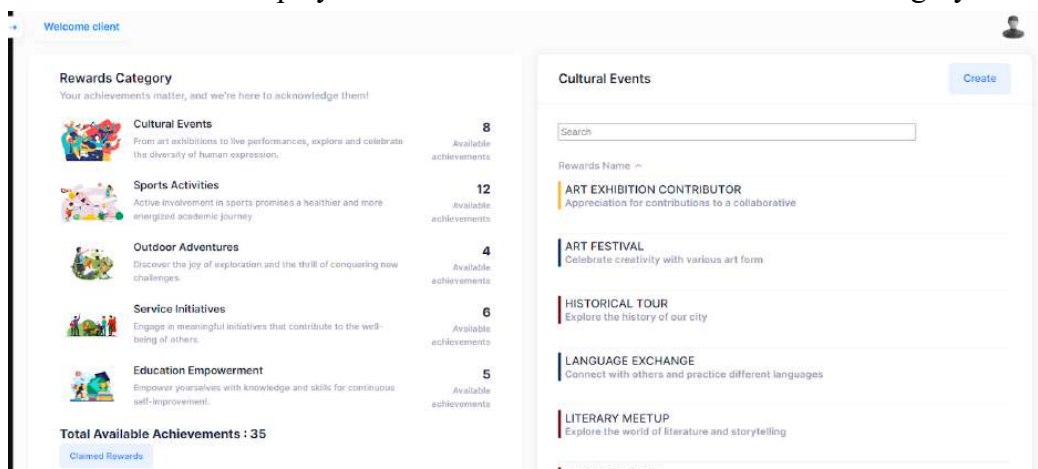 Welcome client
Rewards Category
Your achievements matter, and we're here to acknowledge them!
Cultural Events
From art exhibitions to live performances, explore and celebrate
the diversity of human expression.
8
Available
achievements
Sports Activities
Active involvement in sports promises a healthier and more
energized academic journey
12
Available
achievements
Outdoor Adventures
Discover the joy of exploration and the thrill of conquering new
challenges.
4
Available
achievements
Service Initiatives
Engage in meaningful initiatives that contribute to the well-
being of others.
6
Available
achievements
Education Empowerment
Empower yourselves with knowledge and skills for continuous
self-improvement.
5
Available
achievements
Total Available Achievements : 35
Claimed Rewards
Cultural Events
Create
Search
Rewards Name
ART EXHIBITION CONTRIBUTOR
Appreciation for contributions to a collaborative
ART FESTIVAL
Celebrate creativity with various art form
HISTORICAL TOUR
Explore the history of our city
LANGUAGE EXCHANGE
Connect with others and practice different languages
LITERARY MEETUP
Explore the world of literature and storytelling